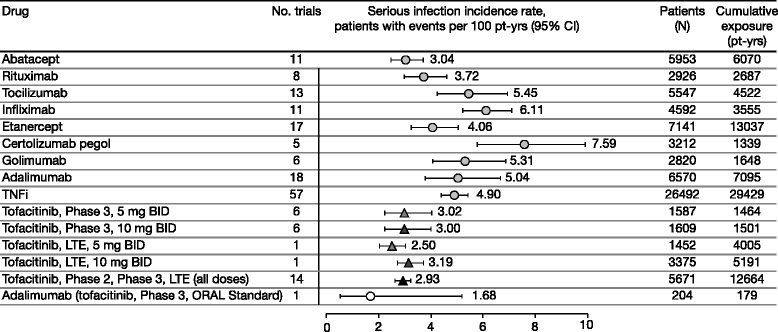 Drug No. trials Serious infection incidence rate, Patients Cumulative
patients with events per 100 pt-yrs (95% CI) (N) exposure
(pt-yrs)
Abatacept 11 3.04 5953 6070
Rituximab 8 3.72 2926 2687
Tocilizumab 13 5.45 5547 4522
Infliximab 11 6.11 4592 3555
Etanercept 17 4.06 7141 13037
Certolizumab pegol 5 7.59 3212 1339
Golimumab 6 5.31 2820 1648
Adalimumab 18 5.04 6570 7095
TNFi 57 4.90 26492 29429
Tofacitinib, Phase 3, 5 mg BID 6 3.02 1587 1464
Tofacitinib, Phase 3, 10 mg BID 6 3.00 1609 1501
Tofacitinib, LTE, 5 mg BID 1 2.50 1452 4005
Tofacitinib, LTE, 10 mg BID 1 3.19 3375 5191
Tofacitinib, Phase 2, Phase 3, LTE (all doses) 14 2.93 5671 12664
Adalimumab (tofacitinib, Phase 3, ORAL Standard) 1 1.68 204 179
0 2 4 6 8 10